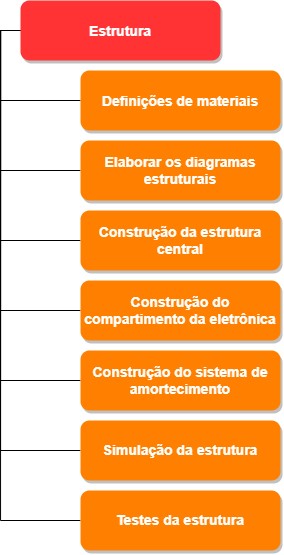 Estrutura
Definições de materiais
Elaborar os diagramas
estruturais
Construção da estrutura
central
Construção do
compartimento da eletrônica
Construção do sistema de
amortecimento
Simulação da estrutura
Testes da estrutura